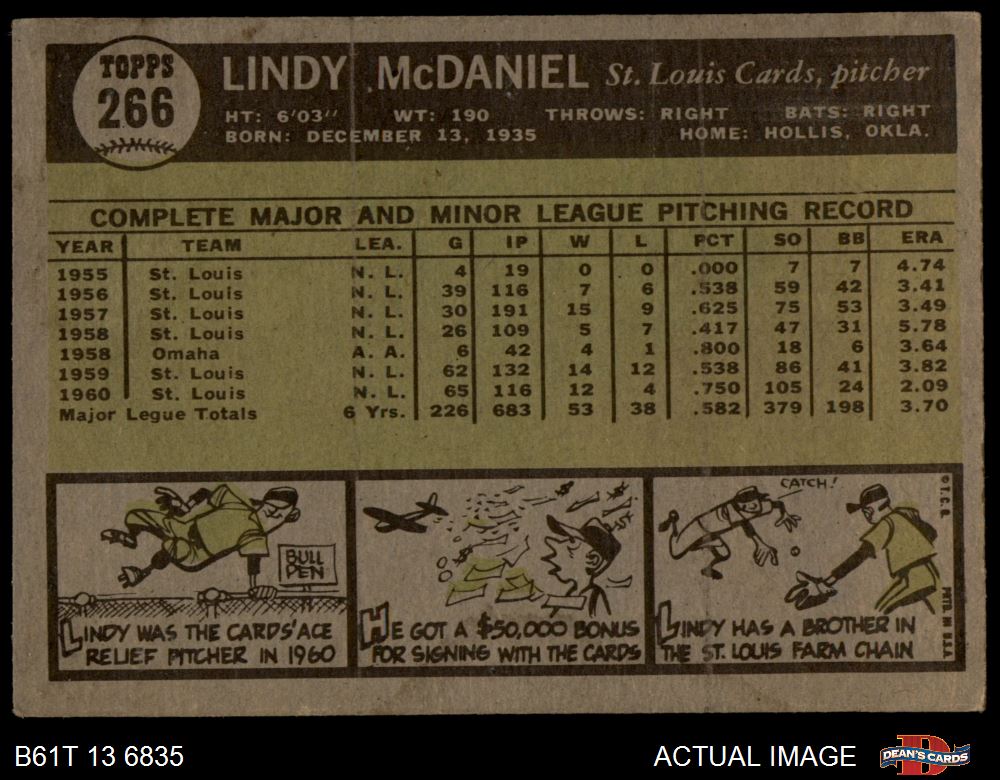 TOPPS
266
LINDY McDANIEL St. Louis Cards, pitcher
HT: 6'03" WT: 190 THROWS: RIGHT BATS: RIGHT
BORN: DECEMBER 13, 1935 HOME: HOLLIS, OKLA.
COMPLETE MAJOR AND MINOR LEAGUE PITCHING RECORD
YEAR TEAM LEA. G IP W L PCT SO BB ERA
1955 St. Louis N. L. 4 19 0 0 .000 7 7 4.74
1956 St. Louis N. L. 39 116 7 6 .538 59 42 3.41
1957 St. Louis N. L. 30 191 15 9 .625 75 53 3.49
1958 St. Louis N. L. 26 109 5 7 .417 47 31 5.78
1958 Omaha A. A. 6 42 4 1 .800 18 6 3.64
1959 St. Louis N. L. 62 132 14 12 .538 86 41 3.82
1960 St. Louis N. L. 65 116 12 4 .750 105 24 2.09
Major Legue Totals 6 Yrs. 226 683 53 38 .582 379 198 3.70
BULL
PEN
LINDY WAS THE CARDS' ACE
RELIEF PITCHER IN 1960
HE GOT A $50,000 BONUS
FOR SIGNING WITH THE CARDS
CATCH!
LINDY HAS A BROTHER IN
THE ST. LOUIS FARM CHAIN
© T.C.G.
PRTD. IN U.S.A.
B61T 13 6835
ACTUAL IMAGE
D
DEAN'S CARDS